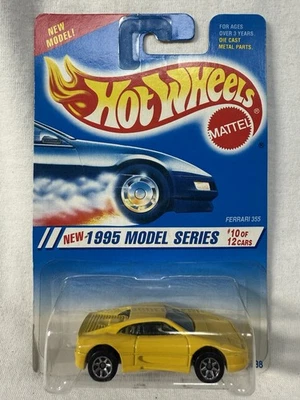 NEW
MODEL!
FOR AGES
OVER 3 YEARS
DIE CAST
METAL PARTS.
HOT WHEELS
MATTEL
FERRARI 355
NEW 1995 MODEL SERIES #10 OF
12 CARS